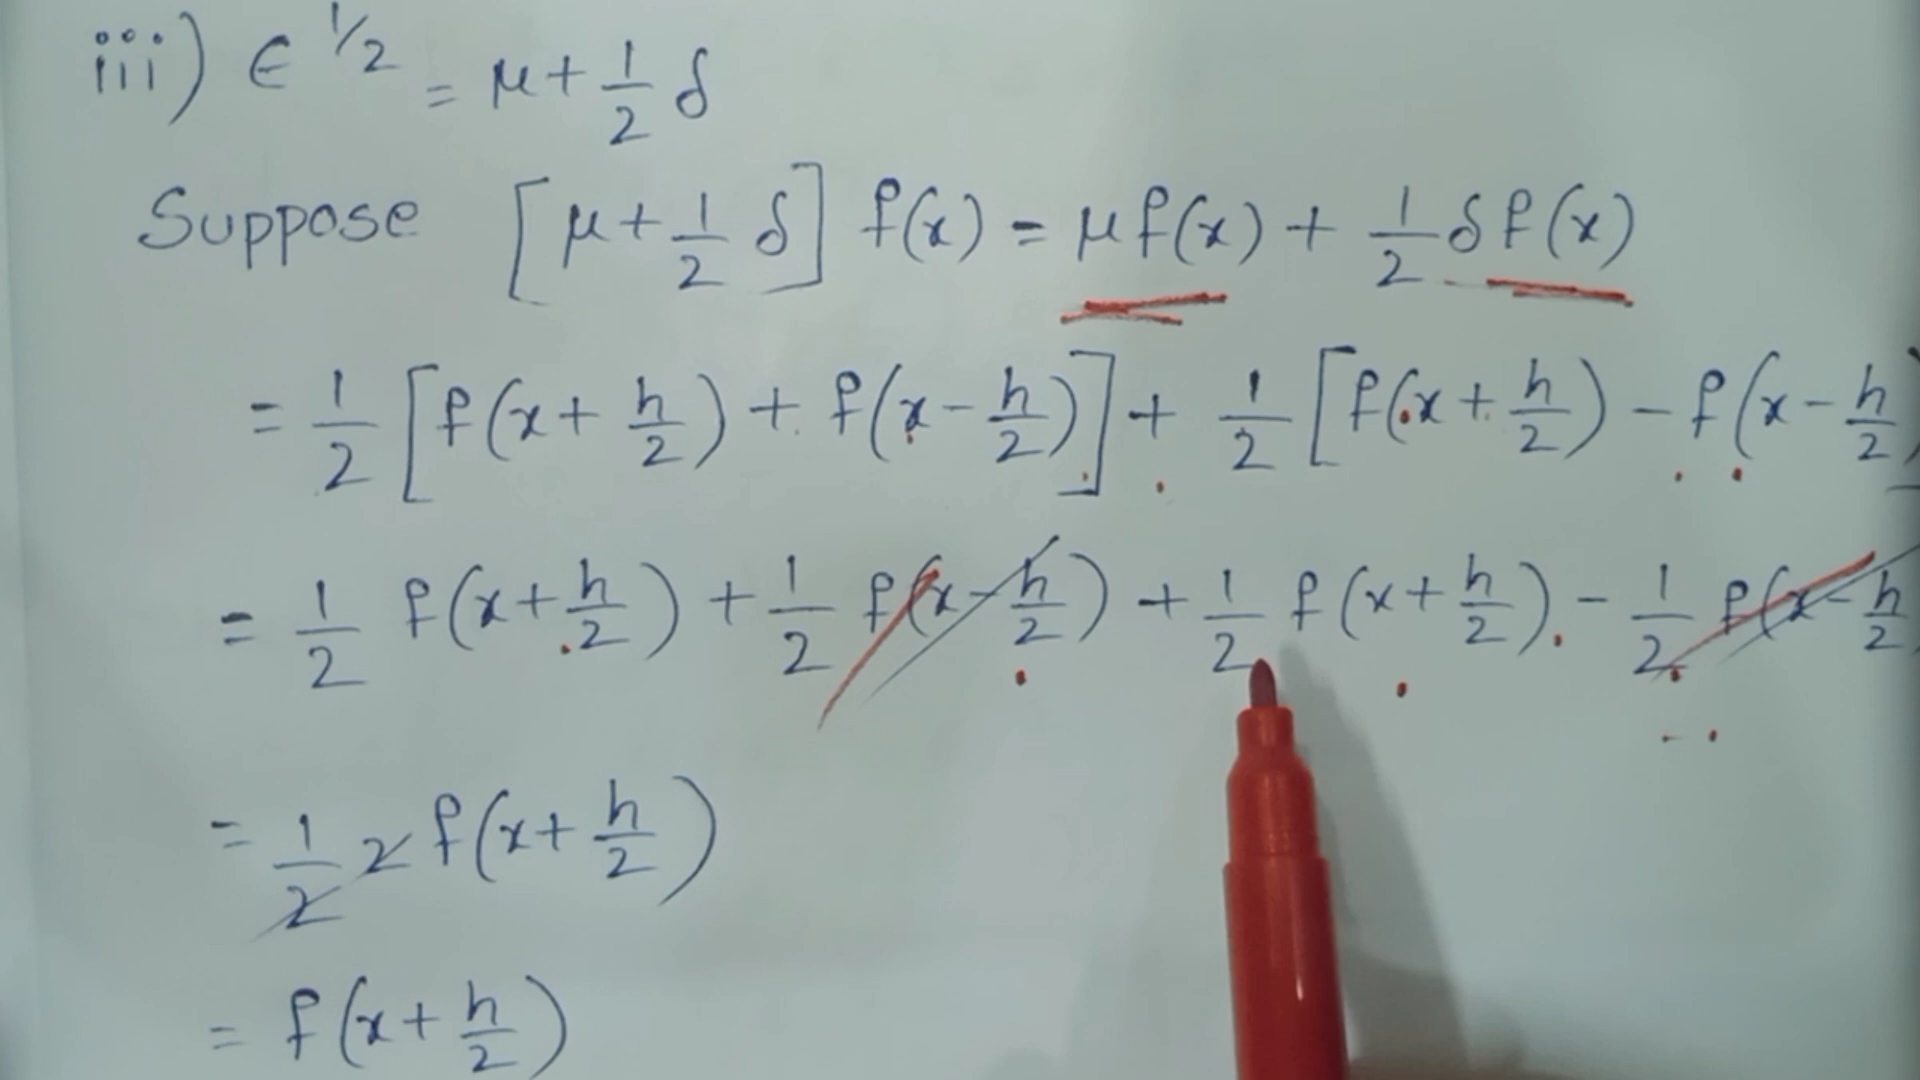 iii) ∈^1/2 = μ + 1/2 δ
Suppose [μ + 1/2 δ] f(x) = μf(x) + 1/2 δf(x)
= 1/2 [f(x + h/2) + f(x - h/2)] + 1/2 [f(x + h/2) - f(x - h/2)
= 1/2 f(x + h/2) + 1/2 f(x - h/2) + 1/2 f(x + h/2) - 1/2 f(x - h/2)
= 1/2 2 f(x + h/2)
= f(x + h/2)